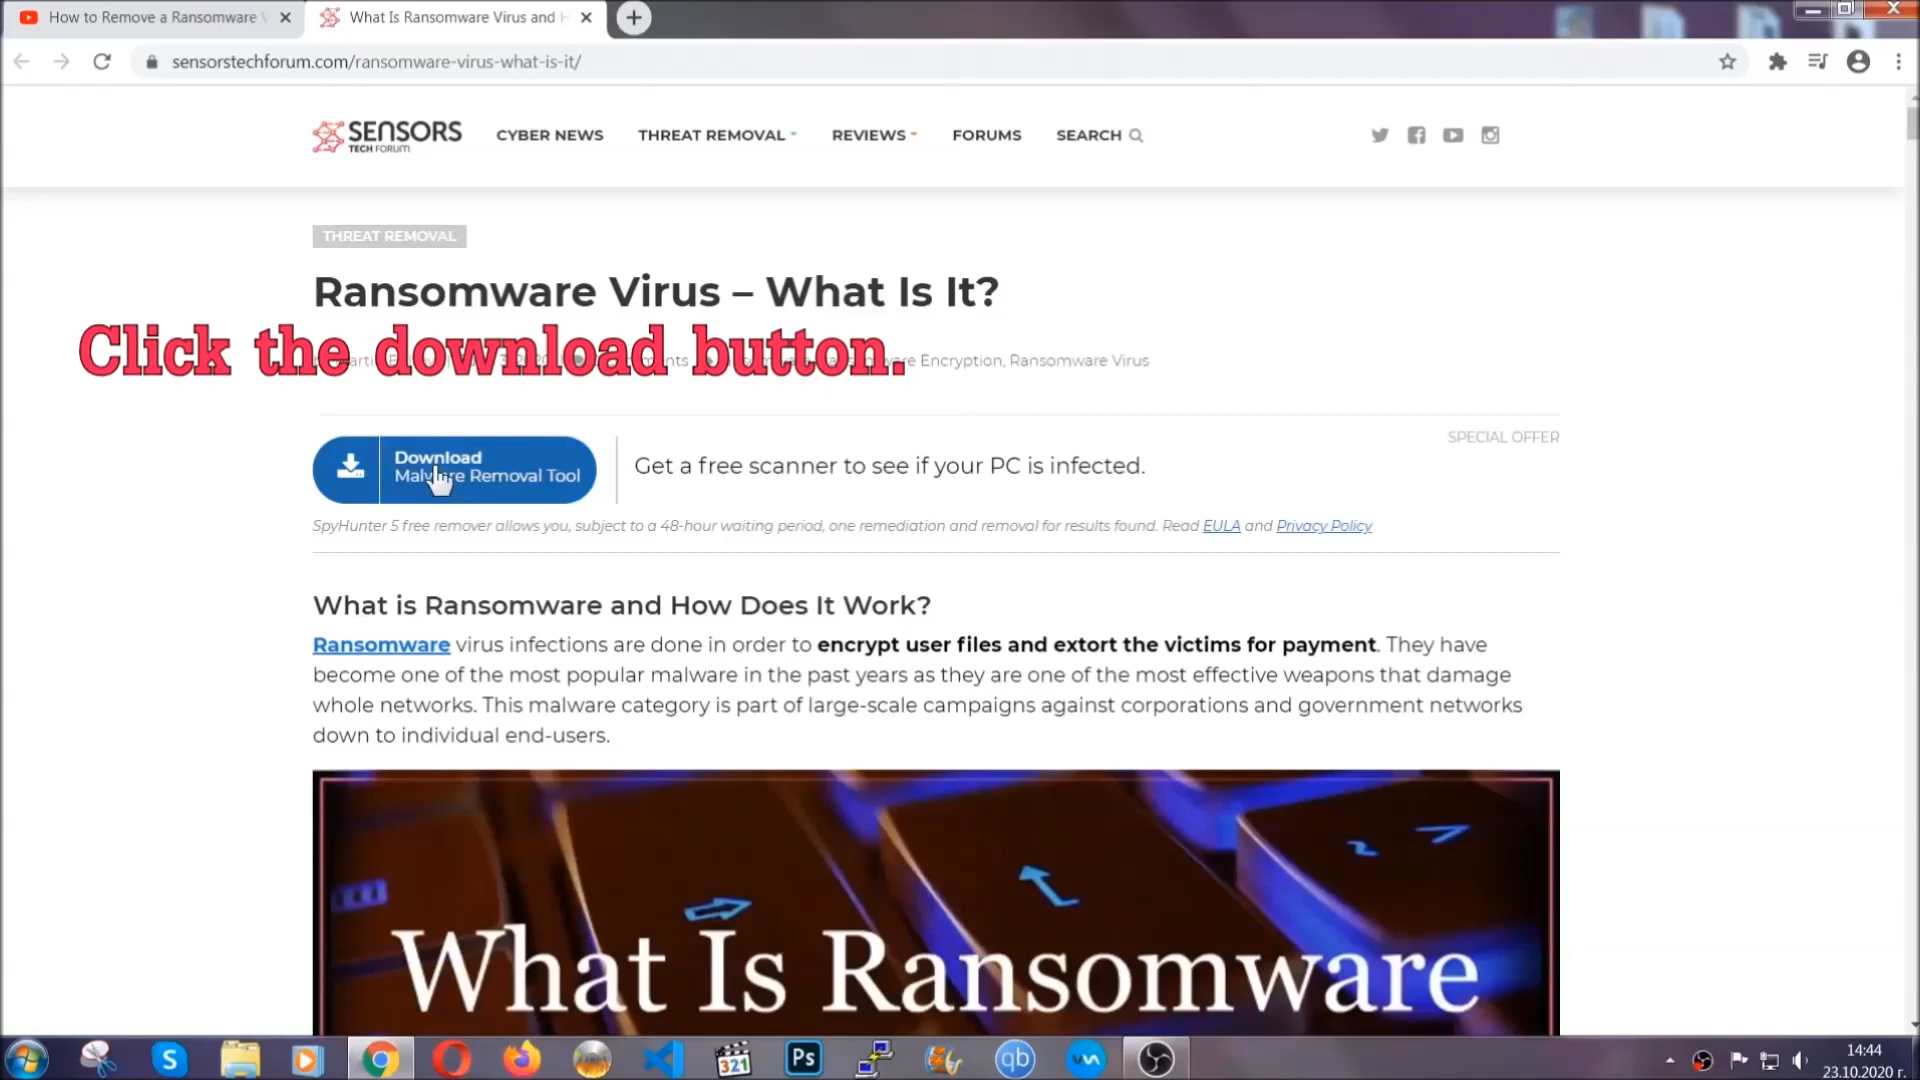 How to Remove a Ransomware
What Is Ransomware Virus and H
sensorstechforum.com/ransomware-virus-what-is-it/
SENSORS
TECH FORUM
CYBER NEWS
THREAT REMOVAL
REVIEWS
FORUMS
SEARCH
THREAT REMOVAL
Ransomware Virus – What Is It?
Click the download button.
Encryption, Ransomware Virus
SPECIAL OFFER
Download
Malware Removal Tool
Get a free scanner to see if your PC is infected.
SpyHunter 5 free remover allows you, subject to a 48-hour waiting period, one remediation and removal for results found. Read EULA and Privacy Policy
What is Ransomware and How Does It Work?
Ransomware virus infections are done in order to encrypt user files and extort the victims for payment. They have
become one of the most popular malware in the past years as they are one of the most effective weapons that damage
whole networks. This malware category is part of large-scale campaigns against corporations and government networks
down to individual end-users.
What Is Ransomware
S
321
Ps
qb
14:44
23.10.2020 г.